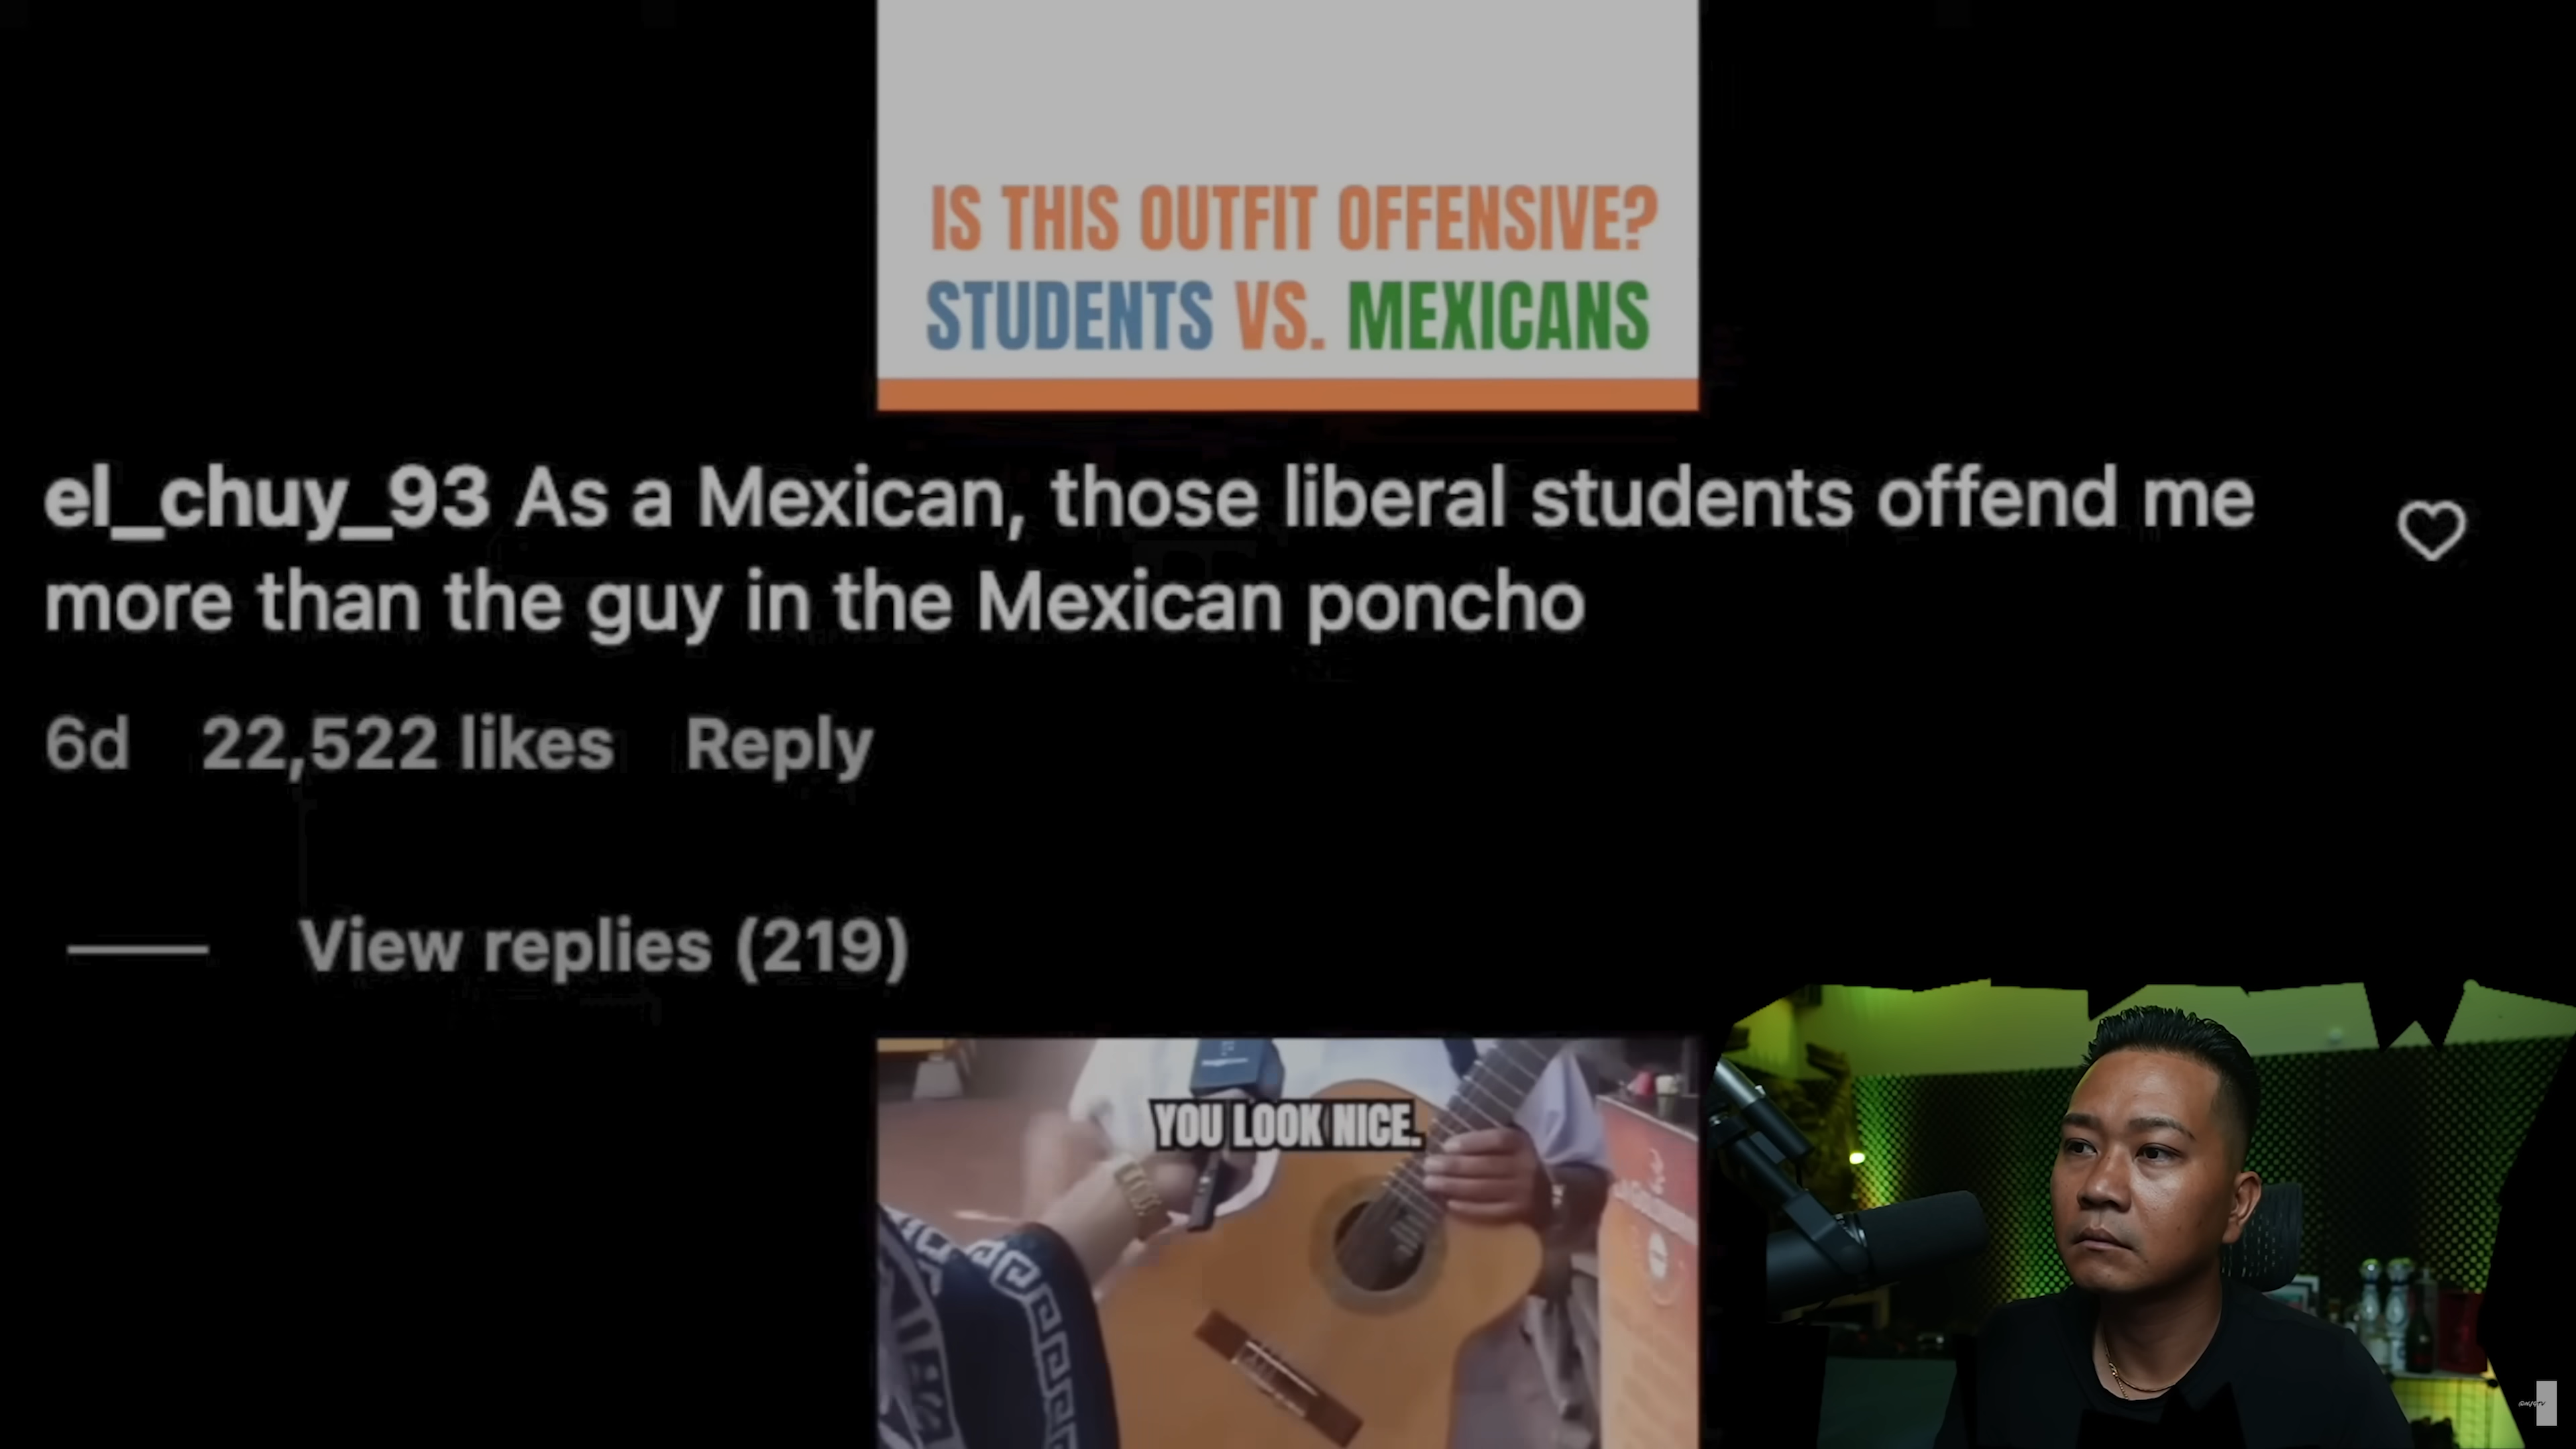 IS THIS OUTFIT OFFENSIVE?
STUDENTS VS. MEXICANS
el_chuy_93 As a Mexican, those liberal students offend me
more than the guy in the Mexican poncho
6d 22,522 likes Reply
View replies (219)
YOU LOOK NICE.